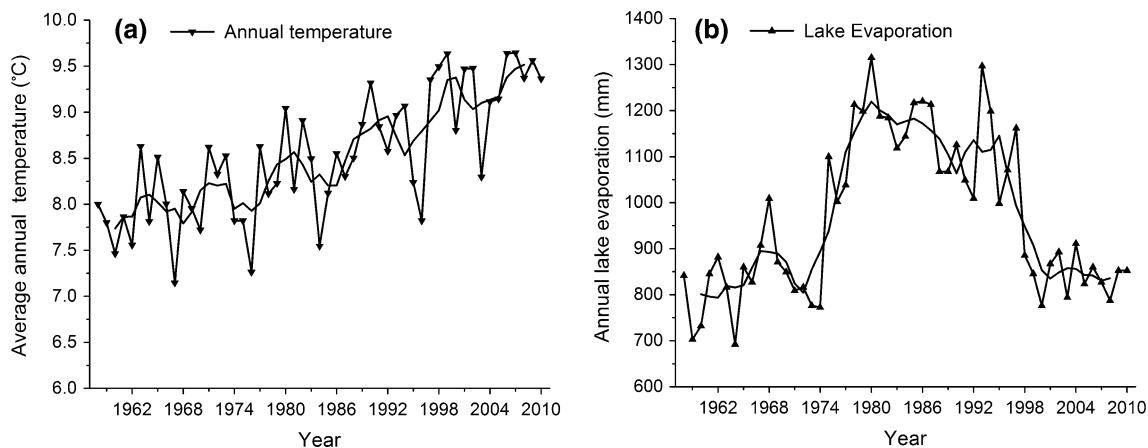 (a) Annual temperature
Average annual temperature (°C)
10.0
9.5
9.0
8.5
8.0
7.5
7.0
6.5
6.0
1962 1968 1974 1980 1986 1992 1998 2004 2010
Year
(b) Lake Evaporation
Annual lake evaporation (mm)
1400
1300
1200
1100
1000
900
800
700
600
1962 1968 1974 1980 1986 1992 1998 2004 2010
Year